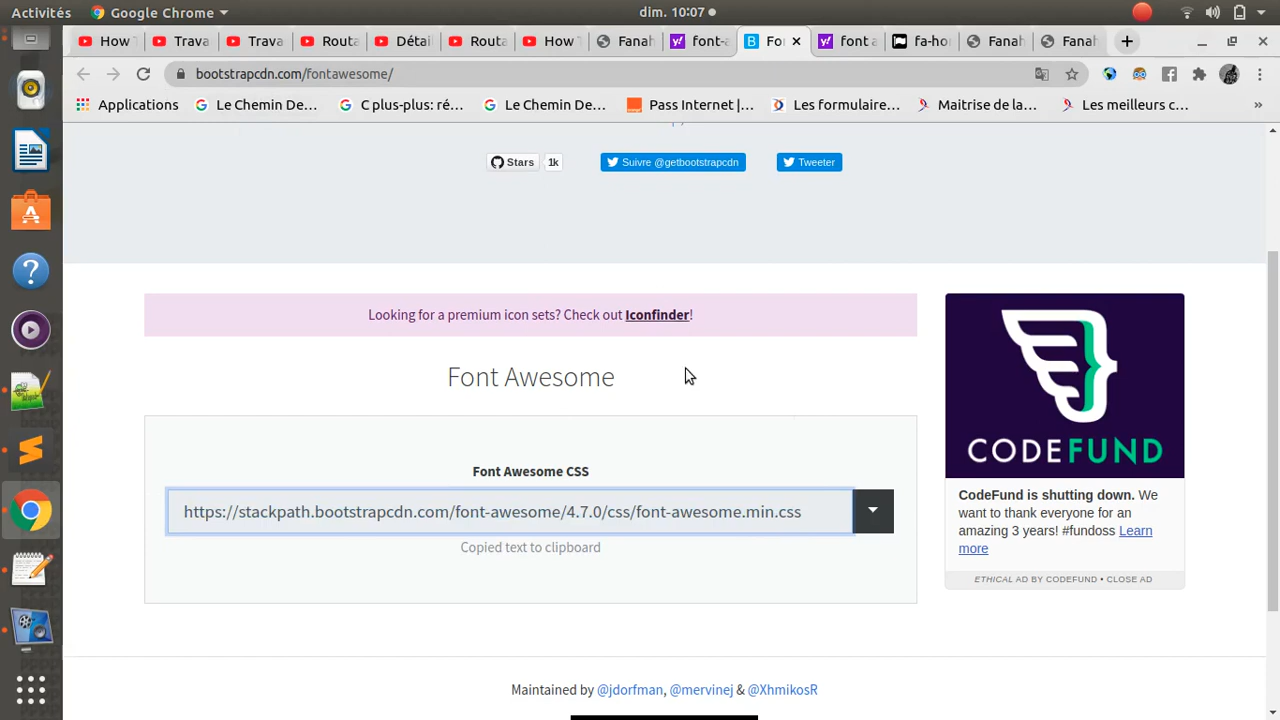 Activités
Google Chrome
dim. 10:07
How T
Trava
Trava
Routa
Détail
Routa
How T
Fanah
font-a
Fo
font a
fa-hom
Fanah
Fanah
bootstrapcdn.com/fontawesome/
Applications
Le Chemin De...
C plus-plus: ré...
Le Chemin De...
Pass Internet |...
Les formulaire...
Maitrise de la...
Les meilleurs c...
»
Stars
1k
Suivre @getbootstrapcdn
Tweeter
Looking for a premium icon sets? Check out Iconfinder!
Font Awesome
Font Awesome CSS
https://stackpath.bootstrapcdn.com/font-awesome/4.7.0/css/font-awesome.min.css
Copied text to clipboard
CODEFUND
CodeFund is shutting down. We
want to thank everyone for an
amazing 3 years! #fundoss Learn
more
ETHICAL AD BY CODEFUND • CLOSE AD
Maintained by @jdorfman, @mervinej & @XhmikosR